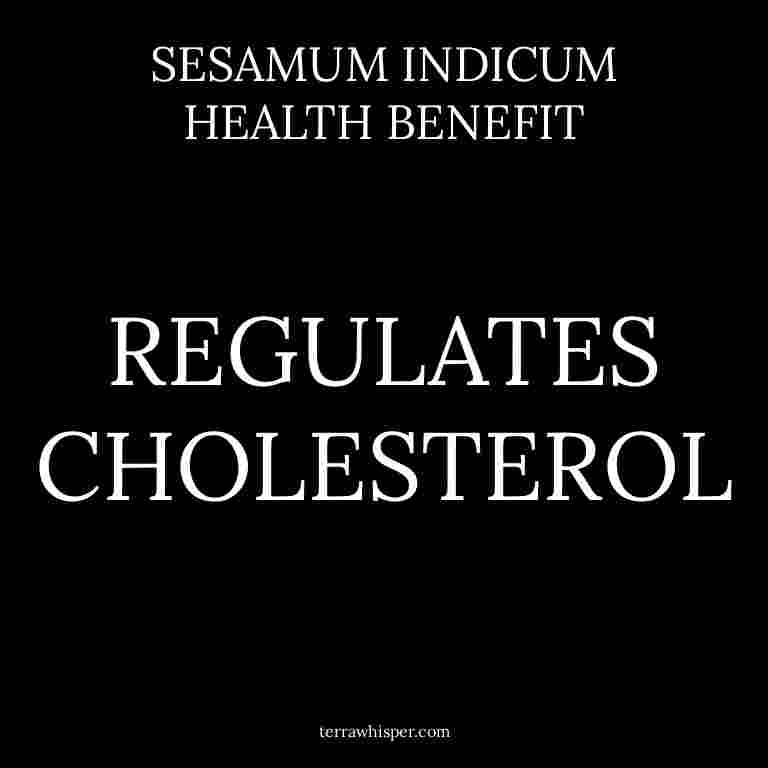 SESAMUM INDICUM
HEALTH BENEFIT
REGULATES
CHOLESTEROL
terrawhisper.com